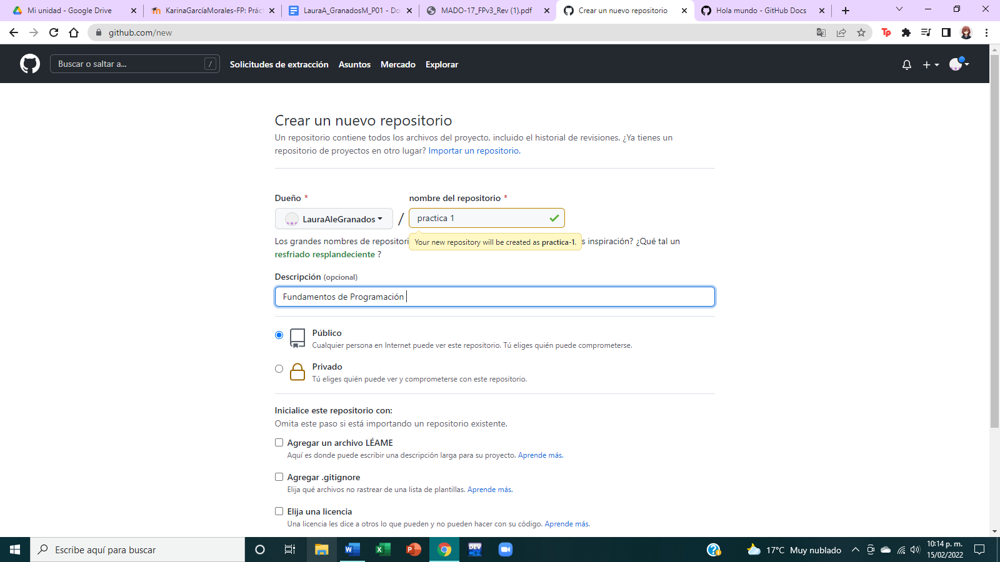 Mi unidad - Google Drive
KarinaGarcíaMorales-FP: Prác
LauraA_GranadosM_P01 - Do
MADO-17_FPv3_Rev (1).pdf
Crear un nuevo repositorio
Hola mundo - GitHub Docs
github.com/new
Tp
Buscar o saltar a...
/
Solicitudes de extracción
Asuntos
Mercado
Explorar
Crear un nuevo repositorio
Un repositorio contiene todos los archivos del proyecto, incluido el historial de revisiones. ¿Ya tienes un
repositorio de proyectos en otro lugar? Importar un repositorio.
Dueño *
nombre del repositorio *
LauraAleGranados
/
practica 1
Los grandes nombres de repositori
Your new repository will be created as practica-1.
s inspiración? ¿Qué tal un
resfriado resplandeciente ?
Descripción (opcional)
Fundamentos de Programación
Público
Cualquier persona en Internet puede ver este repositorio. Tú eliges quién puede comprometerse.
Privado
Tú eliges quién puede ver y comprometerse con este repositorio.
Inicialice este repositorio con:
Omita este paso si está importando un repositorio existente.
Agregar un archivo LÉAME
Aquí es donde puede escribir una descripción larga para su proyecto. Aprende más.
Agregar .gitignore
Elija qué archivos no rastrear de una lista de plantillas. Aprende más.
Elija una licencia
Una licencia les dice a otros lo que pueden y no pueden hacer con su código. Aprende más.
Escribe aquí para buscar
DEV
17°C Muy nublado
10:14 p. m.
15/02/2022